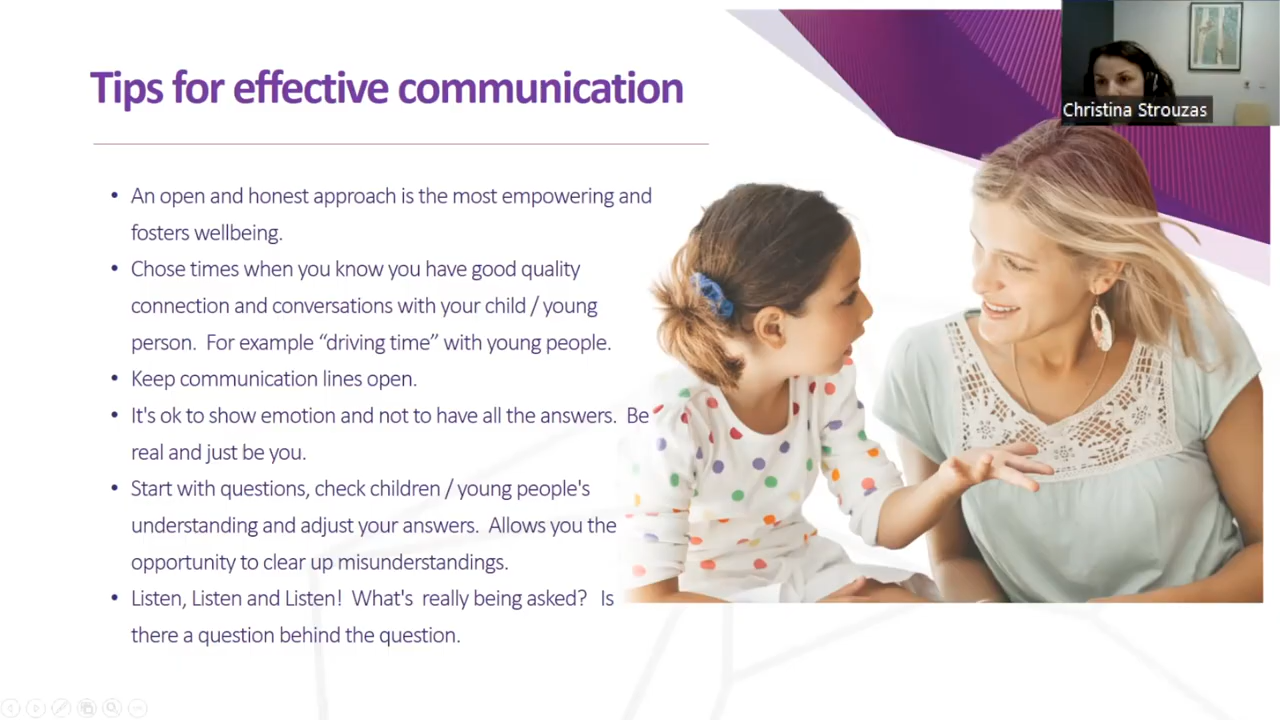 Tips for effective communication
Christina Strouzas
• An open and honest approach is the most empowering and
fosters wellbeing.
• Chose times when you know you have good quality
connection and conversations with your child / young
person.  For example “driving time” with young people.
• Keep communication lines open.
• It's ok to show emotion and not to have all the answers.  Be
real and just be you.
• Start with questions, check children / young people's
understanding and adjust your answers.  Allows you the
opportunity to clear up misunderstandings.
• Listen, Listen and Listen!  What's  really being asked?  Is
there a question behind the question.